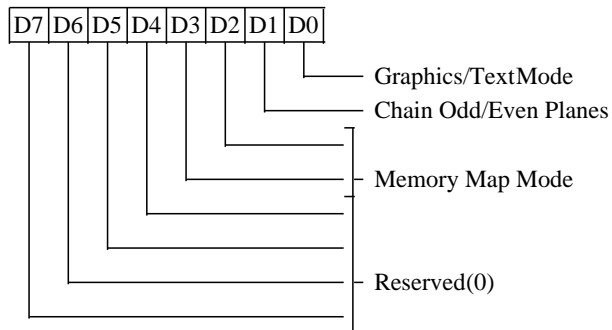 D7 D6 D5 D4 D3 D2 D1 D0
Graphics/TextMode
Chain Odd/Even Planes
Memory Map Mode
Reserved(0)